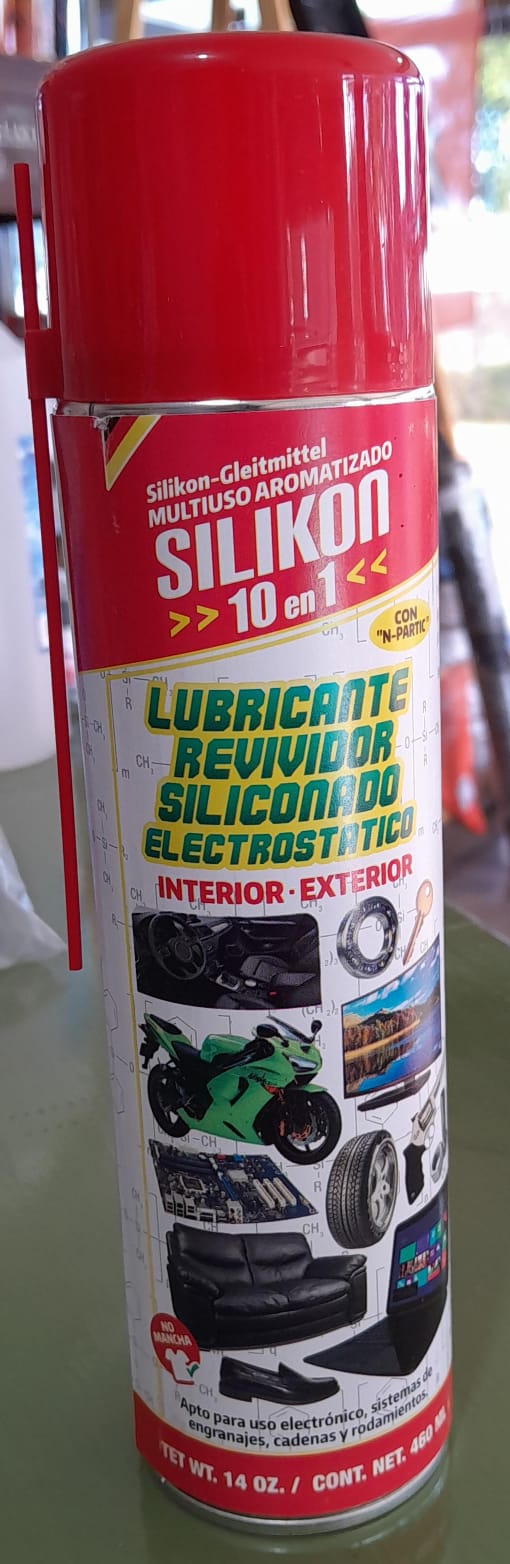 Silikon-Gleitmittel
MULTIUSO AROMATIZADO
SILIKON
>> 10 en 1 <<
CON
"N-PARTIC"
LUBRICANTE
REVIVIDOR
SILICONADO
ELECTROSTATICO
INTERIOR · EXTERIOR
NO
MANCHA
Apto para uso electrónico, sistemas de
engranajes, cadenas y rodamientos.
TET WT. 14 OZ. / CONT. NET. 460 ML